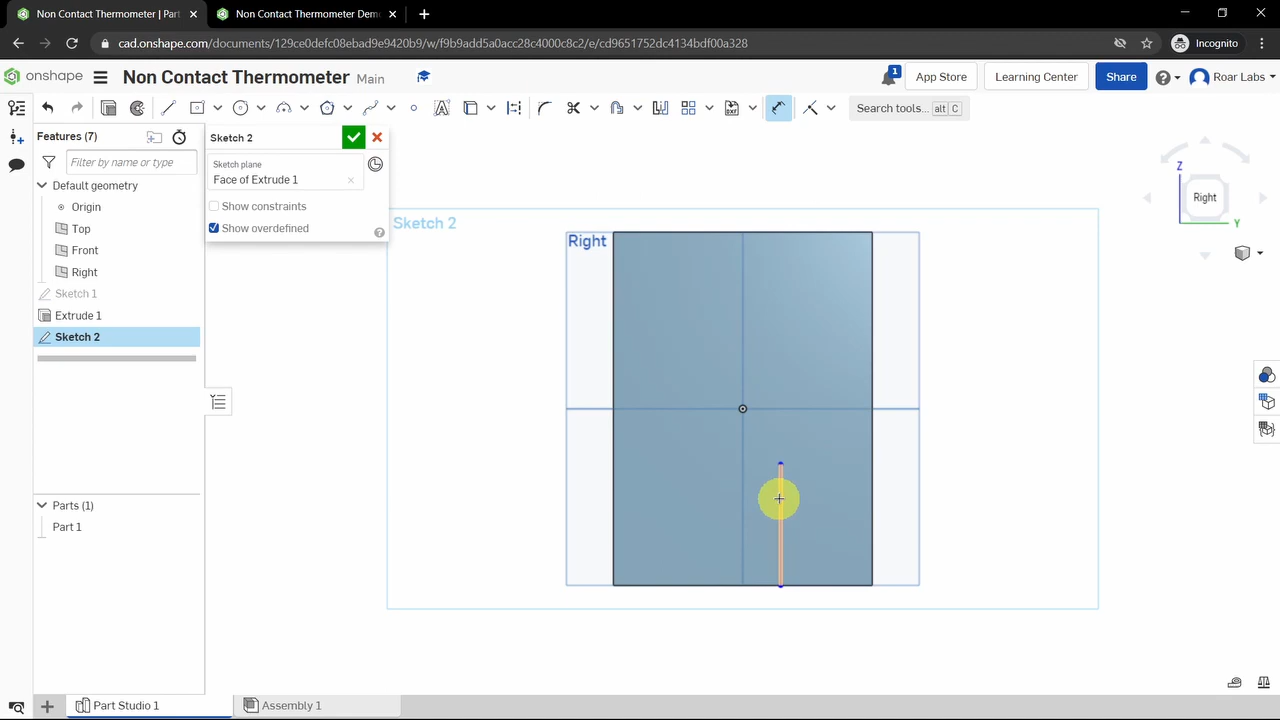 Non Contact Thermometer | Part
Non Contact Thermometer Dem
cad.onshape.com/documents/129ce0defc08ebad9e9420b9/w/f9b9add5a0acc28c4000c8c2/e/cd9651752dc4134bdf00a328
Incognito
onshape
Non Contact Thermometer Main
1
App Store
Learning Center
Share
Roar Labs
Search tools... alt C
Features (7)
Filter by name or type
Default geometry
Origin
Top
Front
Right
Sketch 1
Extrude 1
Sketch 2
Sketch 2
Sketch plane
Face of Extrude 1
Show constraints
Show overdefined
Sketch 2
Right
Z
Right
Y
Parts (1)
Part 1
Part Studio 1
Assembly 1